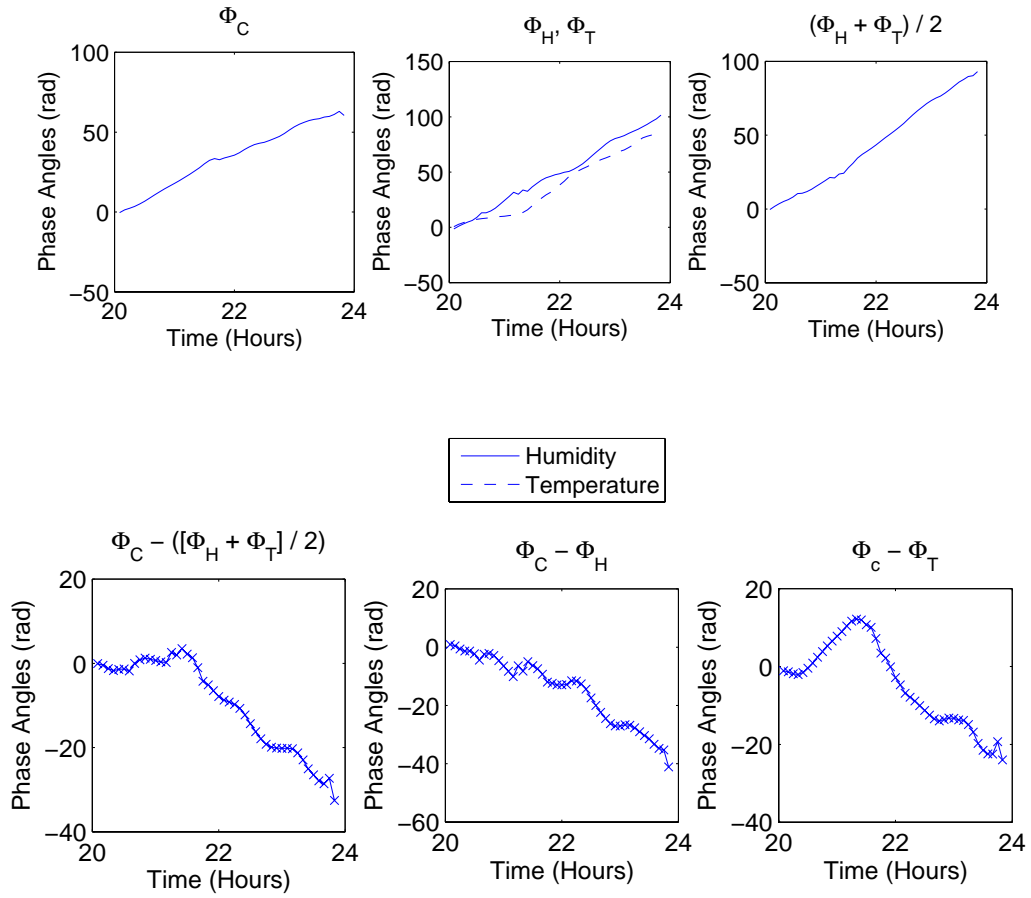 Φ_C
Phase Angles (rad)
100
50
0
−50
20
22
24
Time (Hours)
Φ_H, Φ_T
Phase Angles (rad)
150
100
50
0
−50
20
22
24
Time (Hours)
(Φ_H + Φ_T) / 2
Phase Angles (rad)
100
50
0
−50
20
22
24
Time (Hours)
Humidity
Temperature
Φ_C − ([Φ_H + Φ_T] / 2)
Phase Angles (rad)
20
0
−20
−40
20
22
24
Time (Hours)
Φ_C − Φ_H
Phase Angles (rad)
20
0
−20
−40
−60
20
22
24
Time (Hours)
Φ_c − Φ_T
Phase Angles (rad)
20
0
−20
−40
20
22
24
Time (Hours)